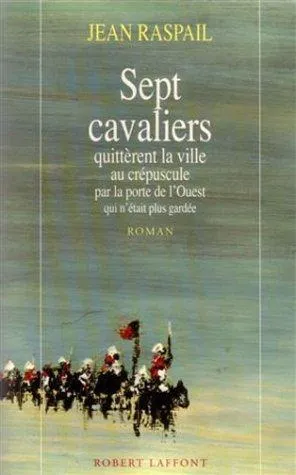 JEAN RASPAIL
Sept
cavaliers
quittèrent la ville
au crépuscule
par la porte de l'Ouest
qui n'était plus gardée
ROMAN
ROBERT LAFFONT